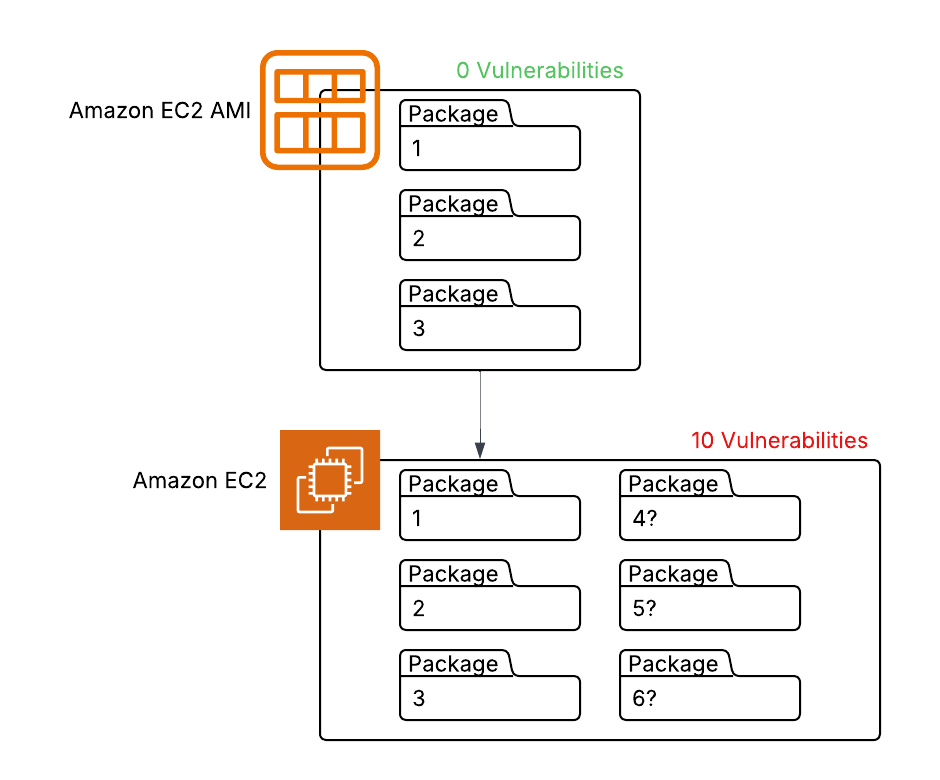 0 Vulnerabilities
Amazon EC2 AMI
Package
1
Package
2
Package
3
10 Vulnerabilities
Amazon EC2
Package
1
Package
4?
Package
2
Package
5?
Package
3
Package
6?